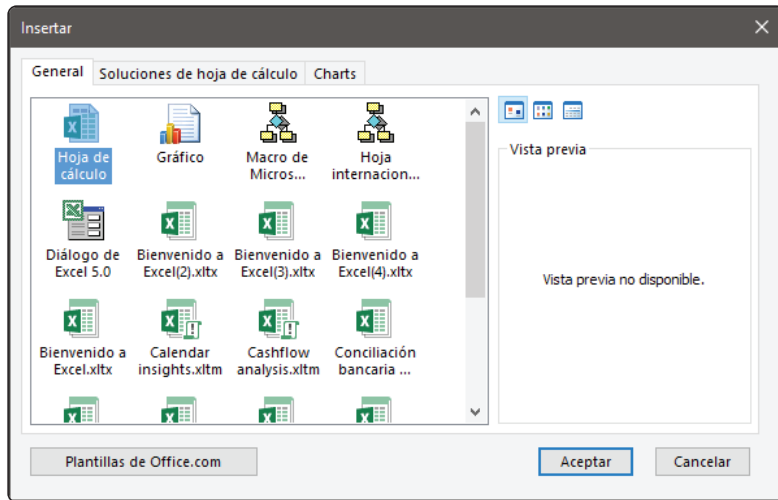 Insertar
General Soluciones de hoja de cálculo Charts
Hoja de
cálculo
Gráfico
Macro de
Micros...
Hoja
internacion...
Vista previa
Diálogo de
Excel 5.0
Bienvenido a
Excel(2).xltx
Bienvenido a
Excel(3).xltx
Bienvenido a
Excel(4).xltx
Vista previa no disponible.
Bienvenido a
Excel.xltx
Calendar
insights.xltm
Cashflow
analysis.xltm
Conciliación
bancaria ...
Plantillas de Office.com
Aceptar
Cancelar